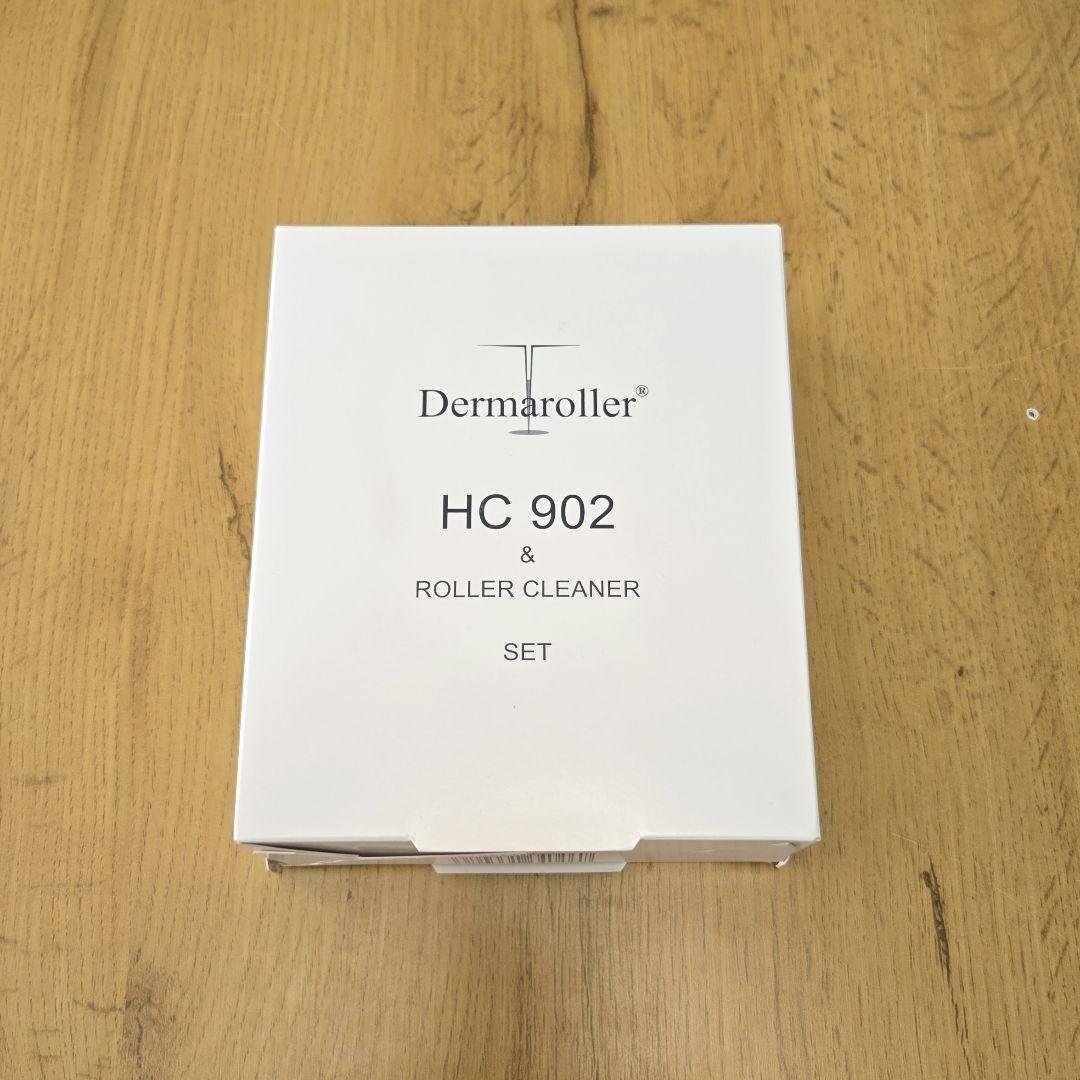 Dermaroller®
HC 902
&
ROLLER CLEANER
SET